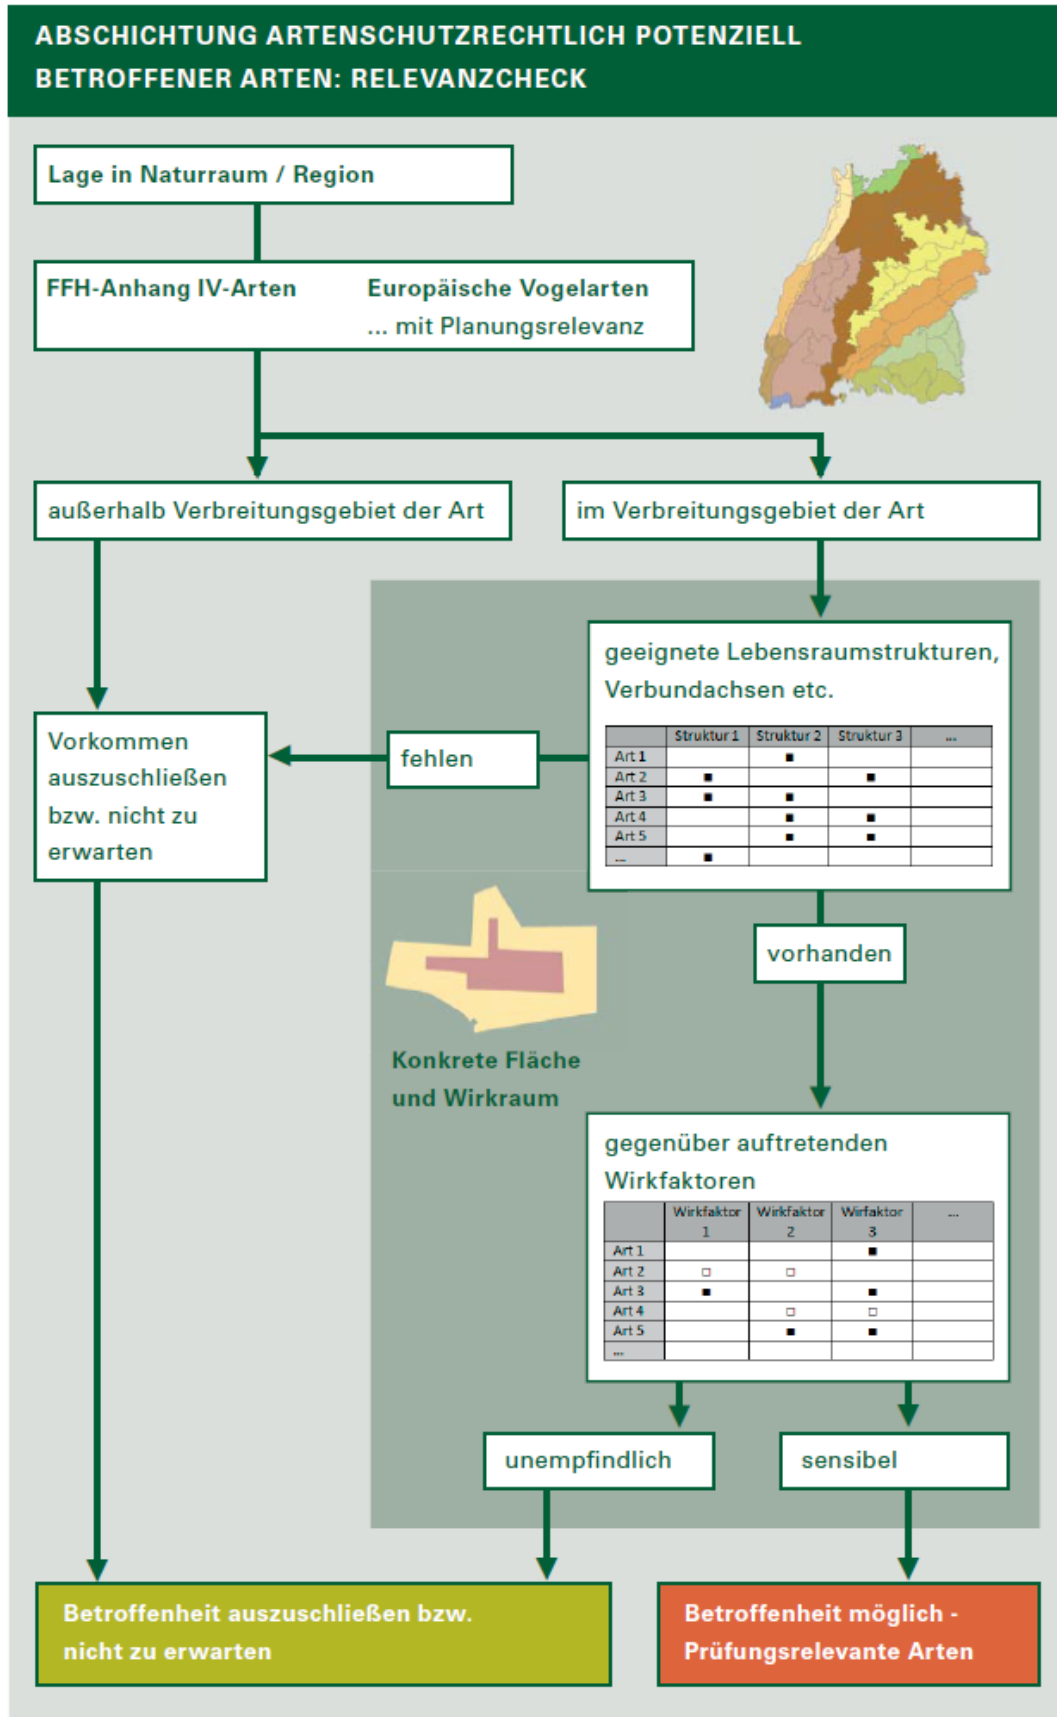 ABSCHICHTUNG ARTENSCHUTZRECHTLICH POTENZIELL
BETROFFENER ARTEN: RELEVANZCHECK
Lage in Naturraum / Region
FFH-Anhang IV-Arten
Europäische Vogelarten
... mit Planungsrelevanz
außerhalb Verbreitungsgebiet der Art
im Verbreitungsgebiet der Art
geeignete Lebensraumstrukturen,
Verbundachsen etc.
Struktur 1 Struktur 2 Struktur 3 ...
Art 1 ■
Art 2 ■ ■
Art 3 ■ ■
Art 4 ■ ■
Art 5 ■ ■
... ■
fehlen
Vorkommen
auszuschließen
bzw. nicht zu
erwarten
vorhanden
Konkrete Fläche
und Wirkraum
gegenüber auftretenden
Wirkfaktoren
Wirkfaktor Wirkfaktor Wirfaktor ...
1 2 3
Art 1 ■
Art 2 □ □
Art 3 ■ ■
Art 4 □ □
Art 5 ■ ■
...
unempfindlich
sensibel
Betroffenheit auszuschließen bzw.
nicht zu erwarten
Betroffenheit möglich -
Prüfungsrelevante Arten